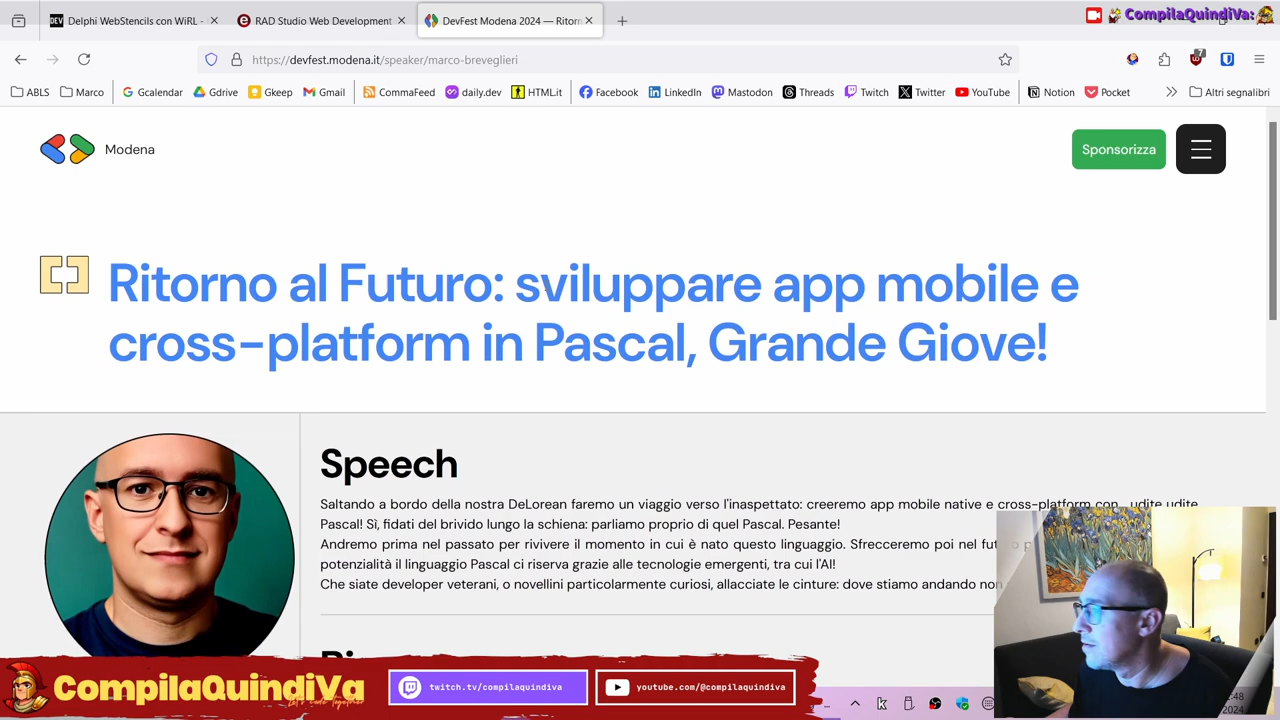 Delphi WebStencils con WiRL -
RAD Studio Web Development
DevFest Modena 2024 — Ritorn
CompilaQuindiVa:
https://devfest.modena.it/speaker/marco-breveglieri
7
ABLS
Marco
Gcalendar
Gdrive
Gkeep
Gmail
CommaFeed
daily.dev
HTML.it
Facebook
LinkedIn
Mastodon
Threads
Twitch
Twitter
YouTube
Notion
Pocket
Altri segnalibri
Modena
Sponsorizza
Ritorno al Futuro: sviluppare app mobile e
cross-platform in Pascal, Grande Giove!
Speech
Saltando a bordo della nostra DeLorean faremo un viaggio verso l'inaspettato: creeremo app mobile native e cross-platform con... udite udite
Pascal! Sì, fidati del brivido lungo la schiena: parliamo proprio di quel Pascal. Pesante!
Andremo prima nel passato per rivivere il momento in cui è nato questo linguaggio. Sfrecceremo poi nel futuro
potenzialità il linguaggio Pascal ci riserva grazie alle tecnologie emergenti, tra cui l'AI!
Che siate developer veterani, o novellini particolarmente curiosi, allacciate le cinture: dove stiamo andando non
CompilaQuindiVa
Let's code Together
twitch.tv/compilaquindiva
youtube.com/@compilaquindiva
:48
2024